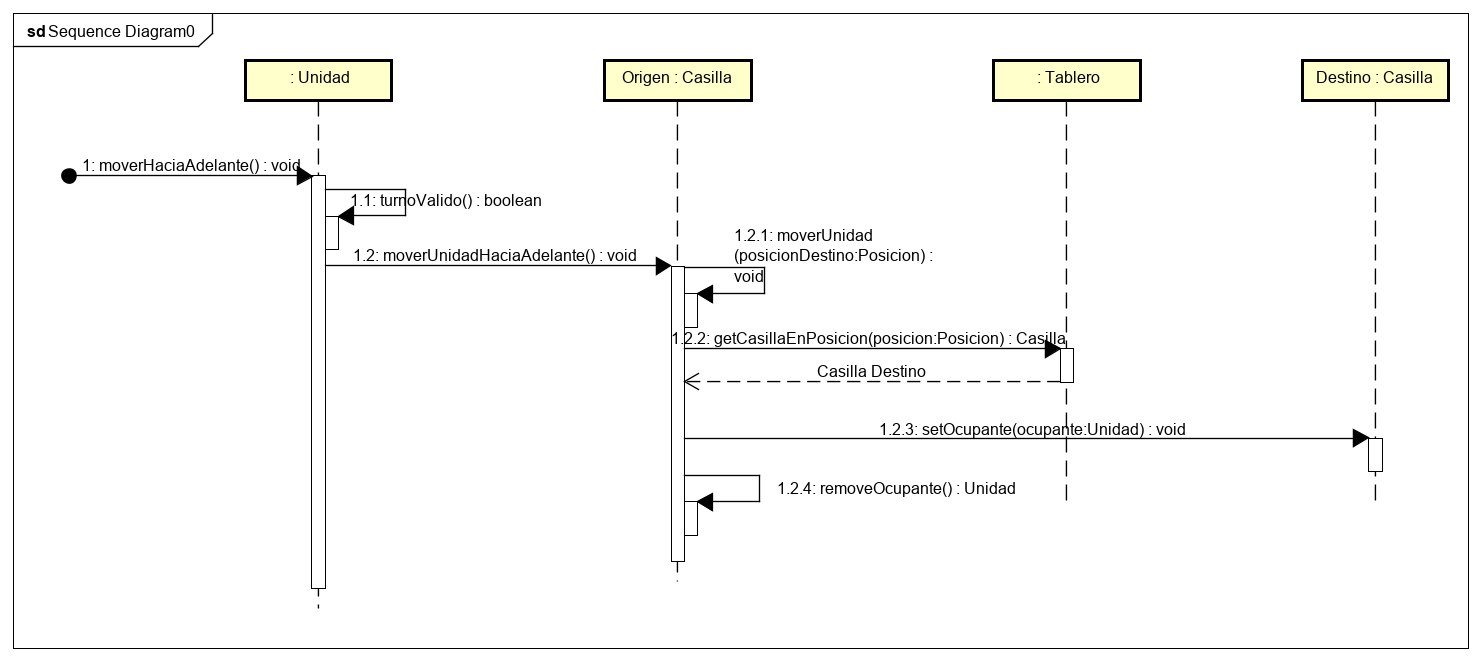 sd Sequence Diagram0
: Unidad
Origen : Casilla
: Tablero
Destino : Casilla
1: moverHaciaAdelante() : void
1.1: turnoValido() : boolean
1.2: moverUnidadHaciaAdelante() : void
1.2.1: moverUnidad
(posicionDestino:Posicion) :
void
1.2.2: getCasillaEnPosicion(posicion:Posicion) : Casilla
Casilla Destino
1.2.3: setOcupante(ocupante:Unidad) : void
1.2.4: removeOcupante() : Unidad